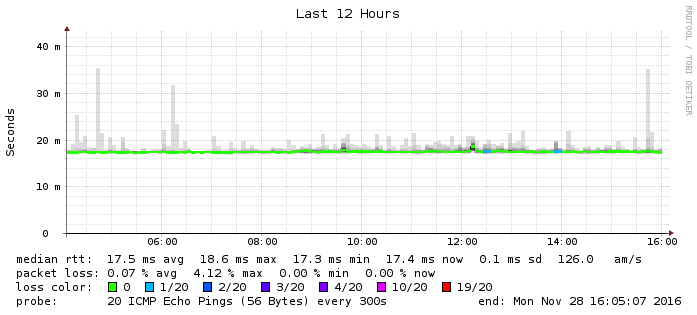 Last 12 Hours
RRDTOOL / TOBI OETIKER
Seconds
40 m
30 m
20 m
10 m
0
06:00 08:00 10:00 12:00 14:00 16:00
median rtt: 17.5 ms avg 18.6 ms max 17.3 ms min 17.4 ms now 0.1 ms sd 126.0 am/s
packet loss: 0.07 % avg 4.12 % max 0.00 % min 0.00 % now
loss color: 0 1/20 2/20 3/20 4/20 10/20 19/20
probe: 20 ICMP Echo Pings (56 Bytes) every 300s end: Mon Nov 28 16:05:07 2016